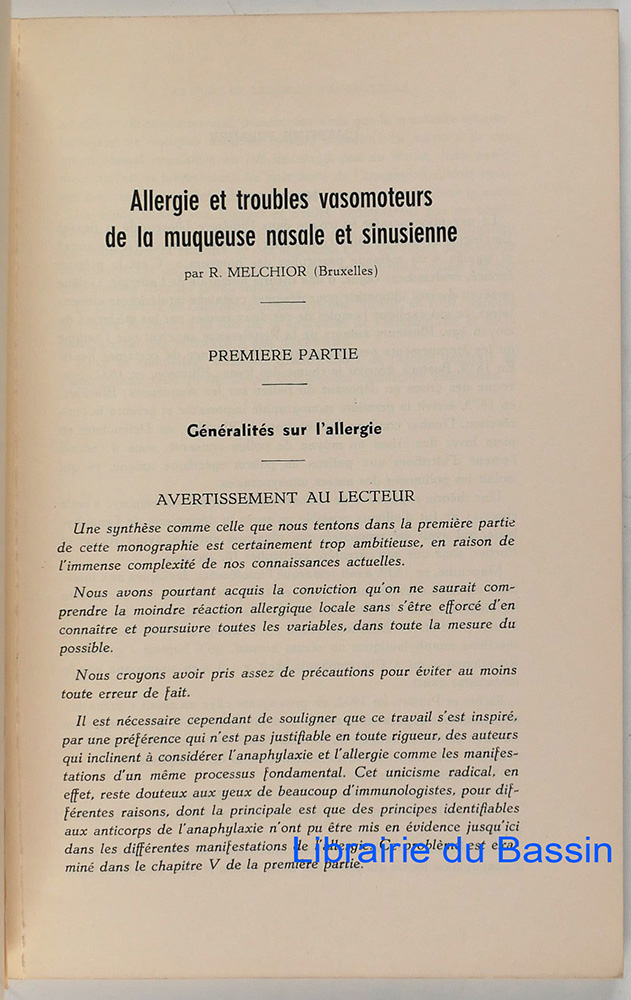 Allergie et troubles vasomoteurs
de la muqueuse nasale et sinusienne
par R. MELCHIOR (Bruxelles)
PREMIERE PARTIE
Généralités sur l'allergie
AVERTISSEMENT AU LECTEUR
Une synthèse comme celle que nous tentons dans la première partie
de cette monographie est certainement trop ambitieuse, en raison de
l'immense complexité de nos connaissances actuelles.
Nous avons pourtant acquis la conviction qu'on ne saurait com-
prendre la moindre réaction allergique locale sans s'être efforcé d'en
connaître et poursuivre toutes les variables, dans toute la mesure du
possible.
Nous croyons avoir pris assez de précautions pour éviter au moins
toute erreur de fait.
Il est nécessaire cependant de souligner que ce travail s'est inspiré,
par une préférence qui n'est pas justifiable en toute rigueur, des auteurs
qui inclinent à considérer l'anaphylaxie et l'allergie comme les manifes-
tations d'un même processus fondamental. Cet unicisme radical, en
effet, reste douteux aux yeux de beaucoup d'immunologistes, pour dif-
férentes raisons, dont la principale est que des principes identifiables
aux anticorps de l'anaphylaxie n'ont pu être mis en évidence jusqu'ici
dans les différentes manifestations de l'allergie. Ce problème est exa-
miné dans le chapitre V de la première partie.
Librairie du Bassin